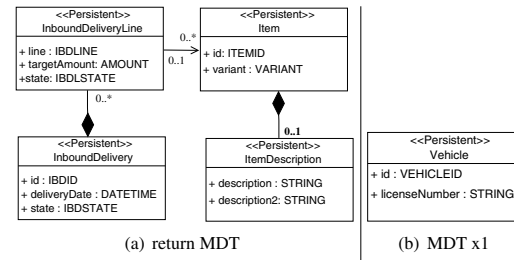 <<Persistent>>
InboundDeliveryLine
+ line : IBDLINE
+ targetAmount: AMOUNT
+state: IBDLSTATE
0..*
0..1
<<Persistent>>
Item
+ id: ITEMID
+ variant : VARIANT
0..*
0..1
<<Persistent>>
InboundDelivery
+ id : IBDID
+ deliveryDate : DATETIME
+ state : IBDSTATE
<<Persistent>>
ItemDescription
+ description : STRING
+ description2: STRING
<<Persistent>>
Vehicle
+ id : VEHICLEID
+ licenseNumber : STRING
(a) return MDT
(b) MDT x1